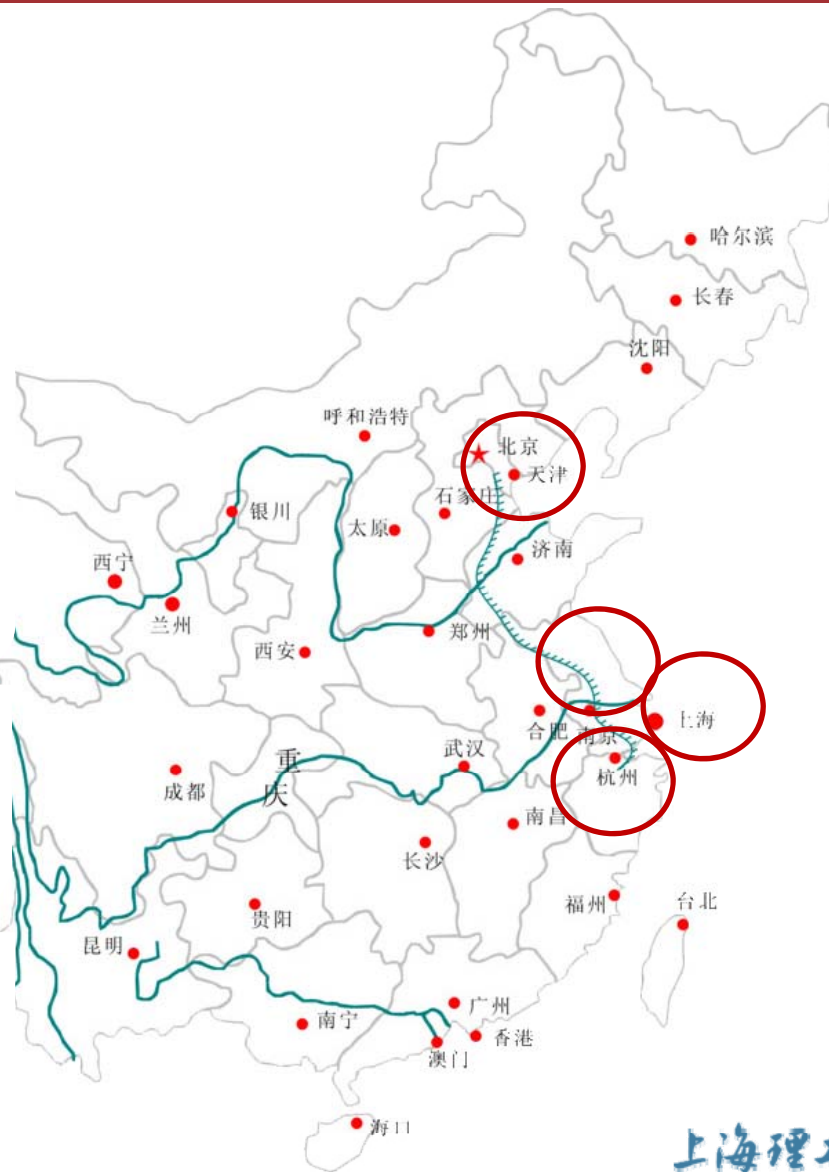 哈尔滨
长春
沈阳
呼和浩特
北京
天津
石家庄
银川
太原
济南
西宁
兰州
郑州
西安
上海
合肥
南京
武汉
重庆
杭州
成都
南昌
长沙
福州
台北
贵阳
昆明
广州
南宁
香港
澳门
海口
上海理